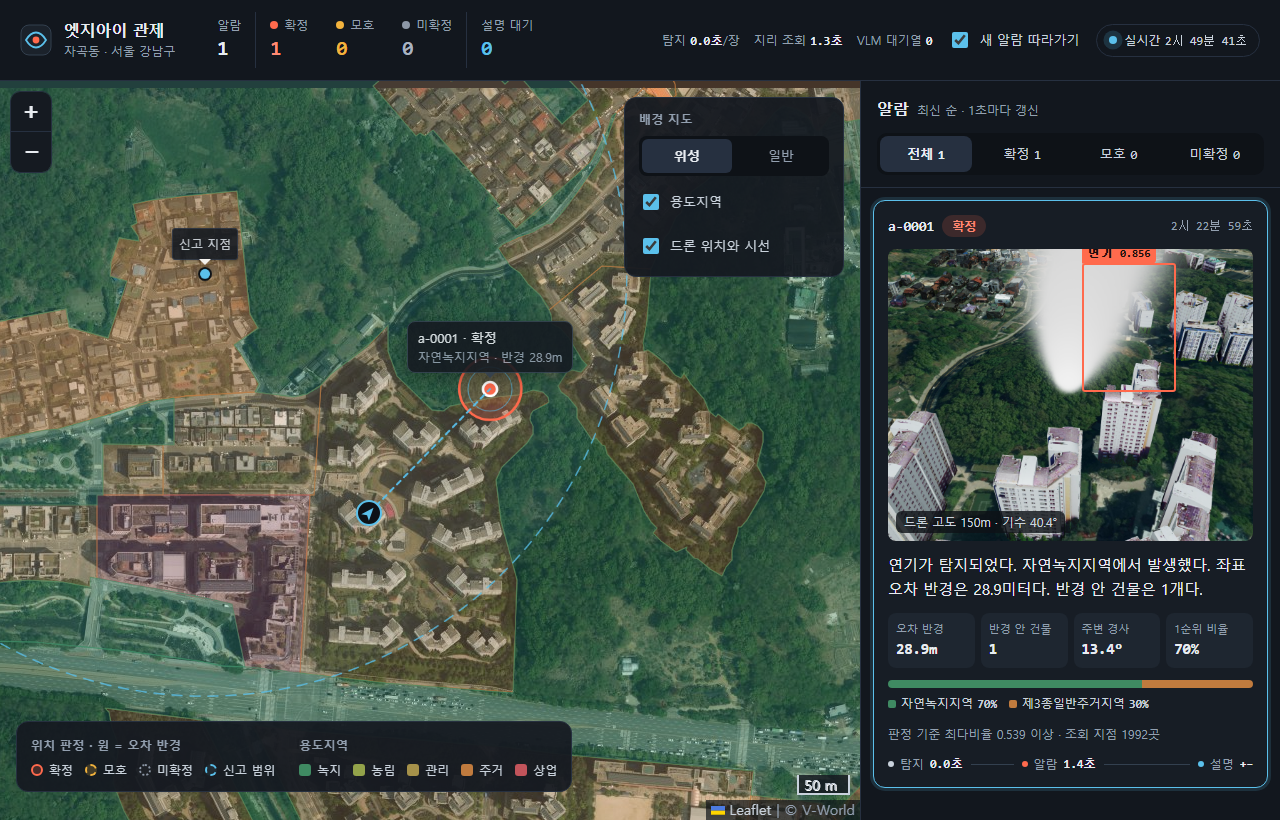 엣지아이 관제
자곡동 · 서울 강남구
알람
1
확정
1
모호
0
미확정
0
설명 대기
0
탐지 0.0초/장
지리 조회 1.3초
VLM 대기열 0
새 알람 따라가기
실시간 2시 49분 41초
+
−
신고 지점
a-0001 · 확정
자연녹지지역 · 반경 28.9m
배경 지도
위성
일반
용도지역
드론 위치와 시선
위치 판정 · 원 = 오차 반경
확정
모호
미확정
신고 범위
용도지역
녹지
농림
관리
주거
상업
50 m
Leaflet | © V-World
알람 최신 순 · 1초마다 갱신
전체 1
확정 1
모호 0
미확정 0
a-0001 확정
2시 22분 59초
연기 0.856
드론 고도 150m · 기수 40.4°
연기가 탐지되었다. 자연녹지지역에서 발생했다. 좌표
오차 반경은 28.9미터다. 반경 안 건물은 1개다.
오차 반경
28.9m
반경 안 건물
1
주변 경사
13.4º
1순위 비율
70%
자연녹지지역 70% 제3종일반주거지역 30%
판정 기준 최다비율 0.539 이상 · 조회 지점 1992곳
탐지 0.0초
알람 1.4초
설명 +−